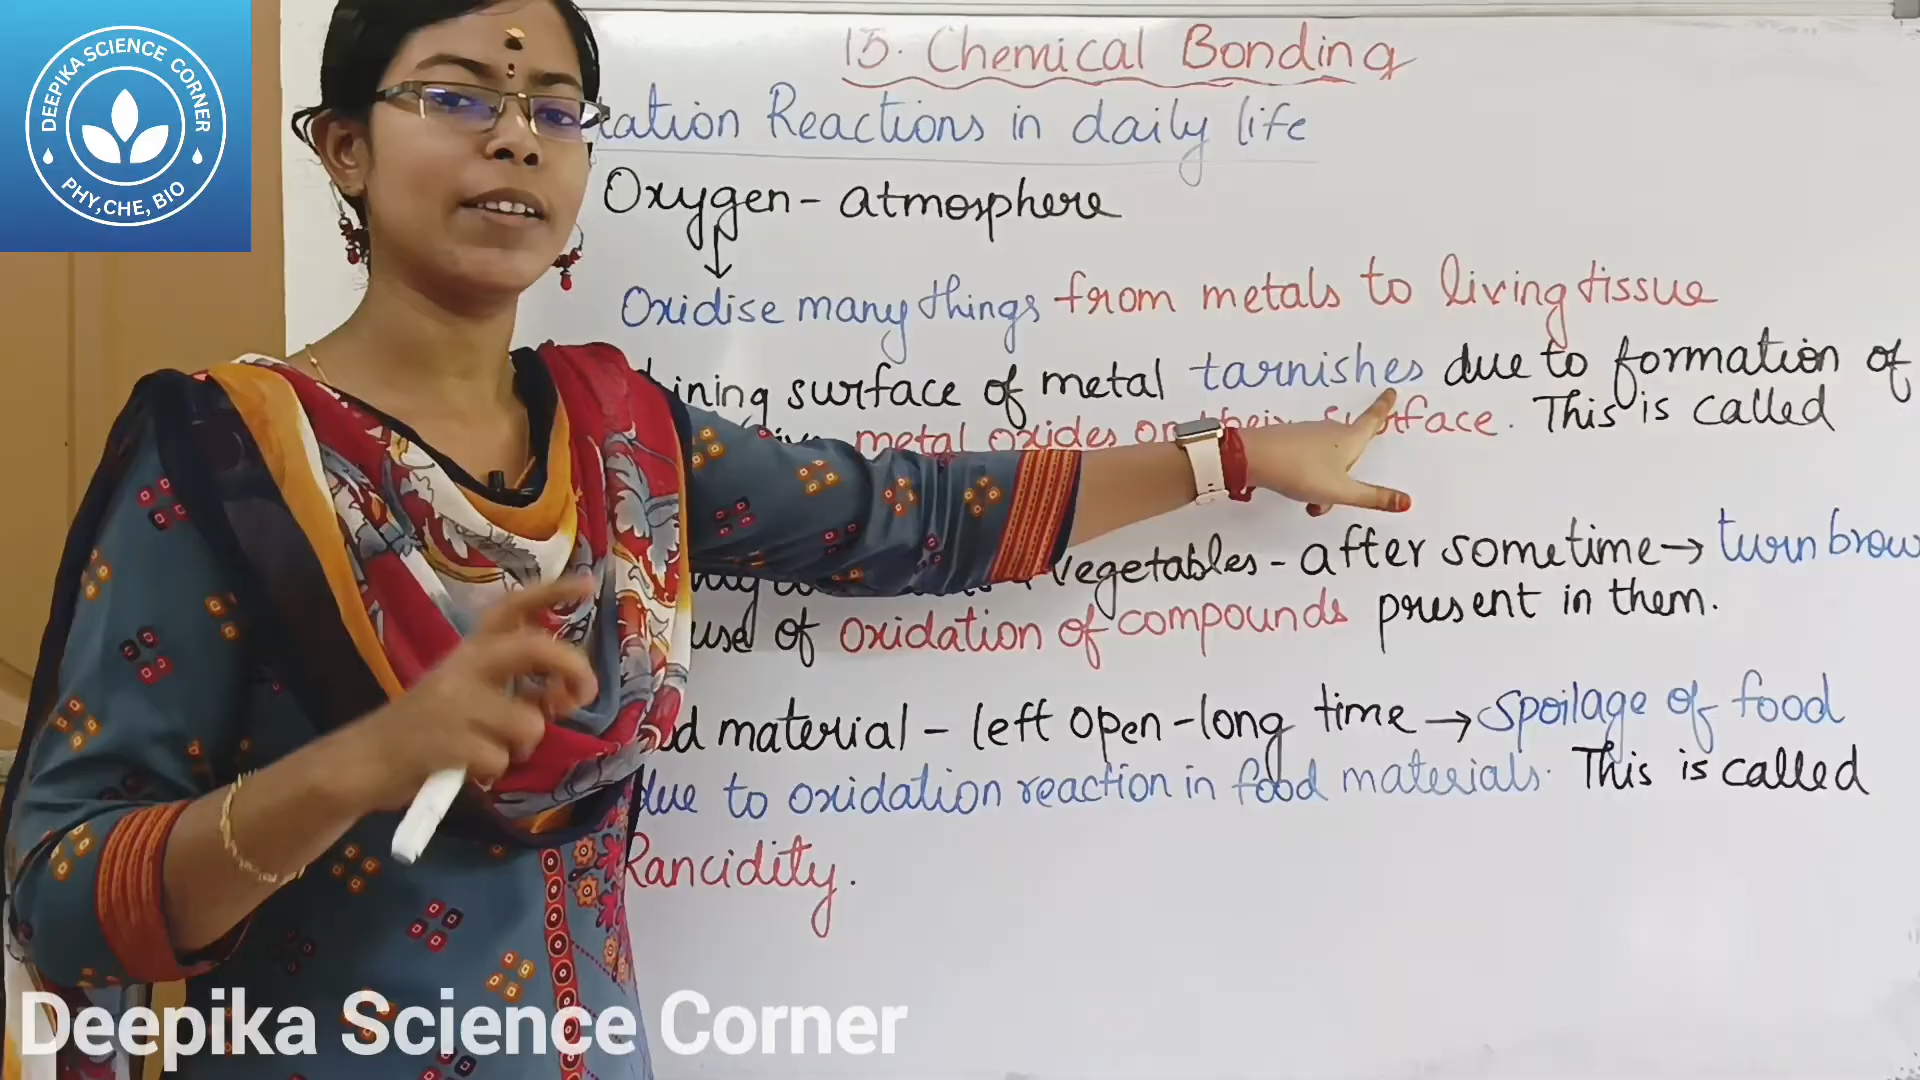 DEEPIKA SCIENCE CORNER
PHY,CHE, BIO
15. Chemical Bonding
Reactions in daily life
Oxygen - atmosphere
Oxidise many things from metals to living tissue
surface of metal tarnishes due to formation of
metal oxides on their surface. This is called
vegetables - after sometime → turn brow
of oxidation of compounds present in them.
material - left open - long time → spoilage of food
due to oxidation reaction in food materials. This is called
Rancidity.
Deepika Science Corner